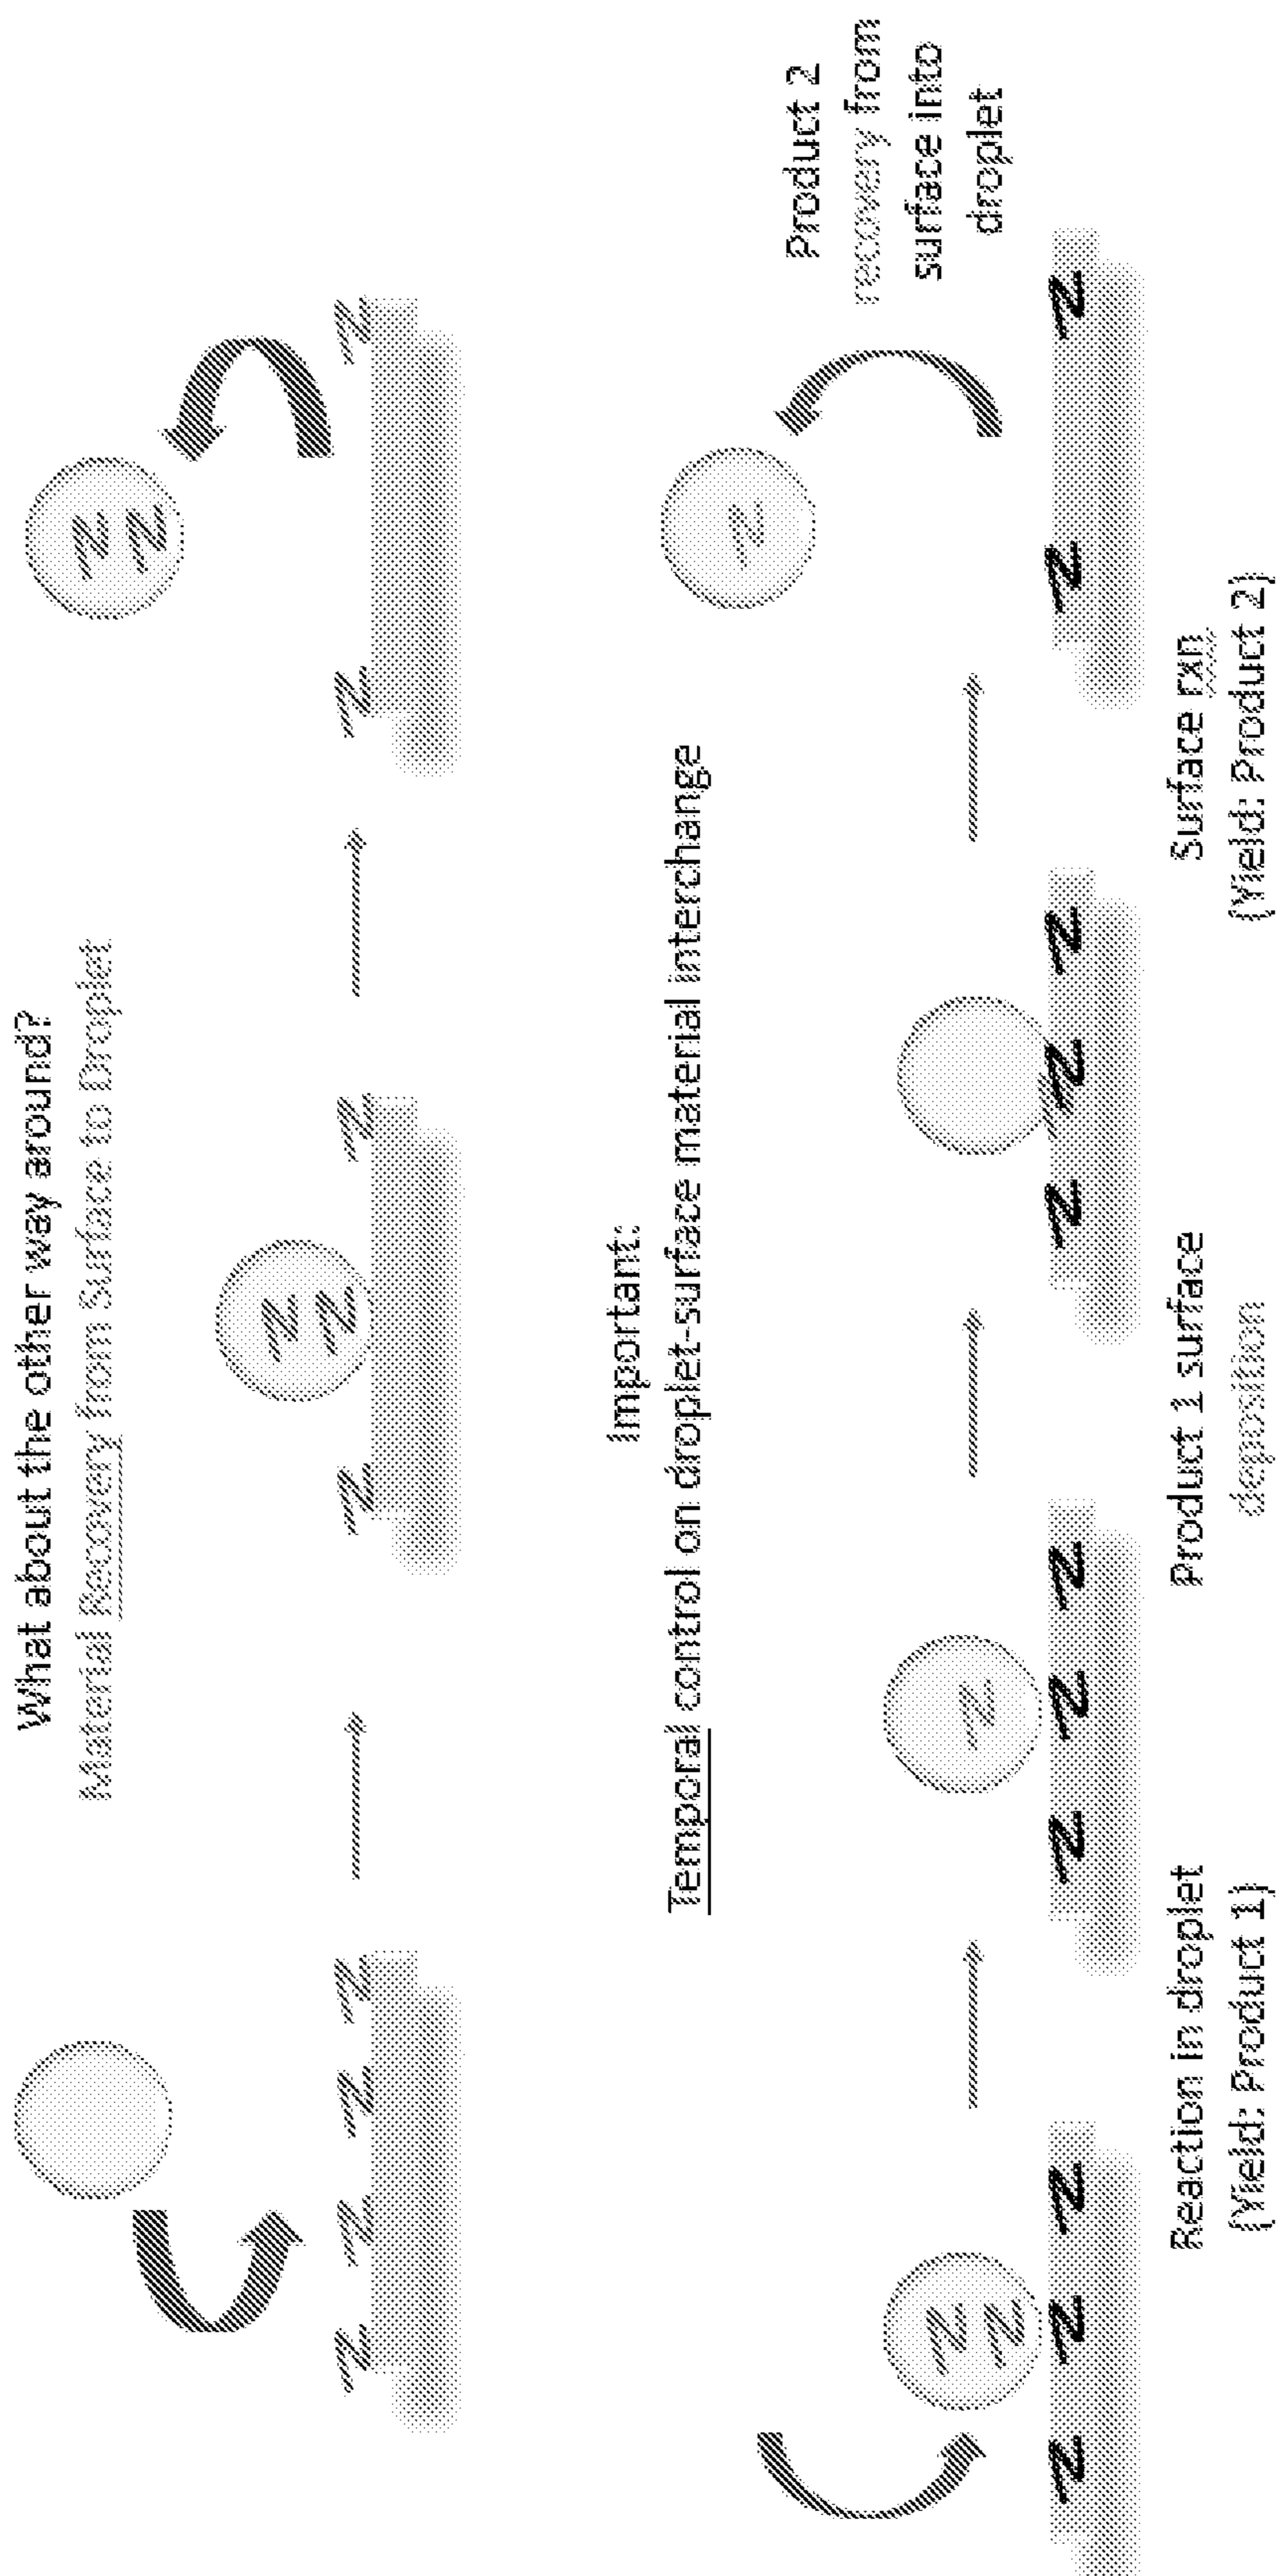 What about the other way around?
Material Recovery from Surface to Droplet
Important:
Temporal control on droplet-surface material interchange
Product 2
recovery from
surface into
droplet
Reaction in droplet
(Yield: Product 1)
Product 1 surface
deposition
Surface rxn
(Yield: Product 2)